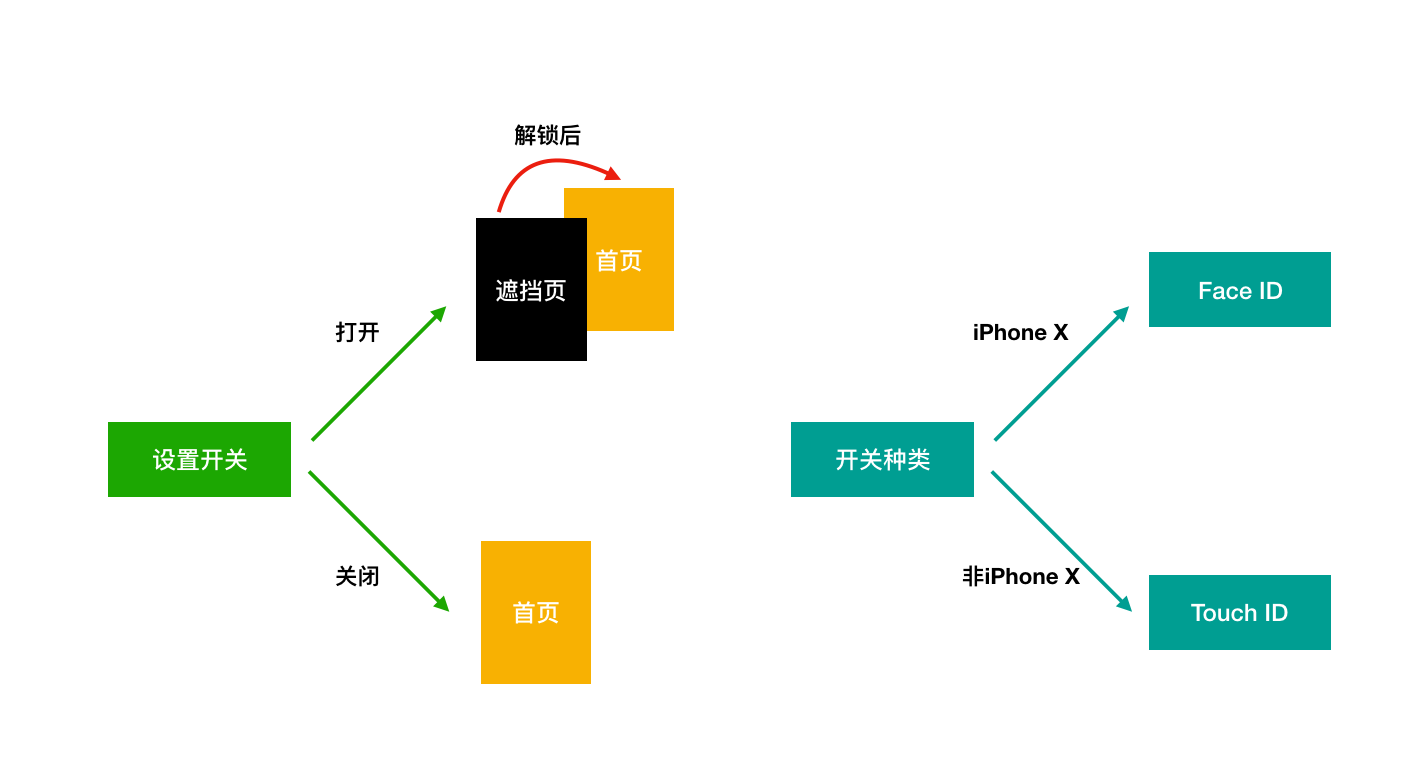 解锁后
首页
遮挡页
打开
设置开关
关闭
首页
Face ID
iPhone X
开关种类
非iPhone X
Touch ID